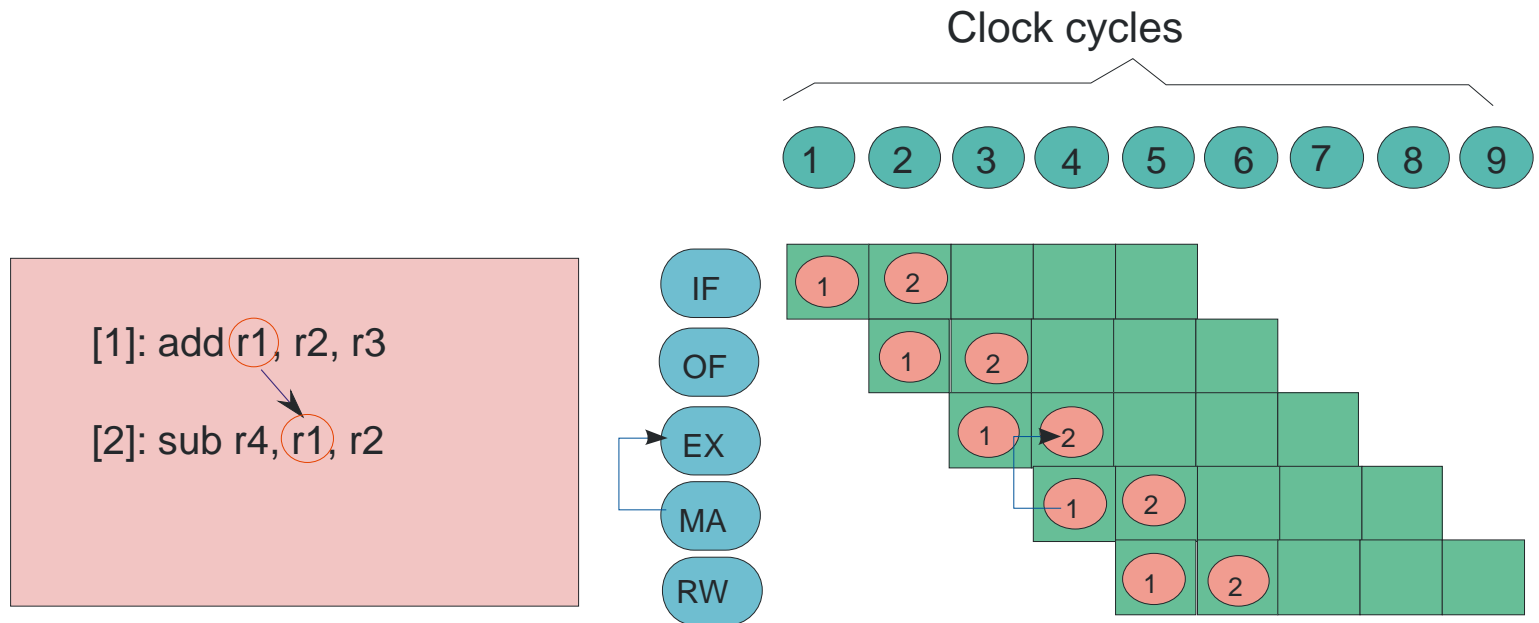 Clock cycles
1 2 3 4 5 6 7 8 9
[1]: add r1, r2, r3
[2]: sub r4, r1, r2
IF 1 2
OF 1 2
EX 1 2
MA 1 2
RW 1 2